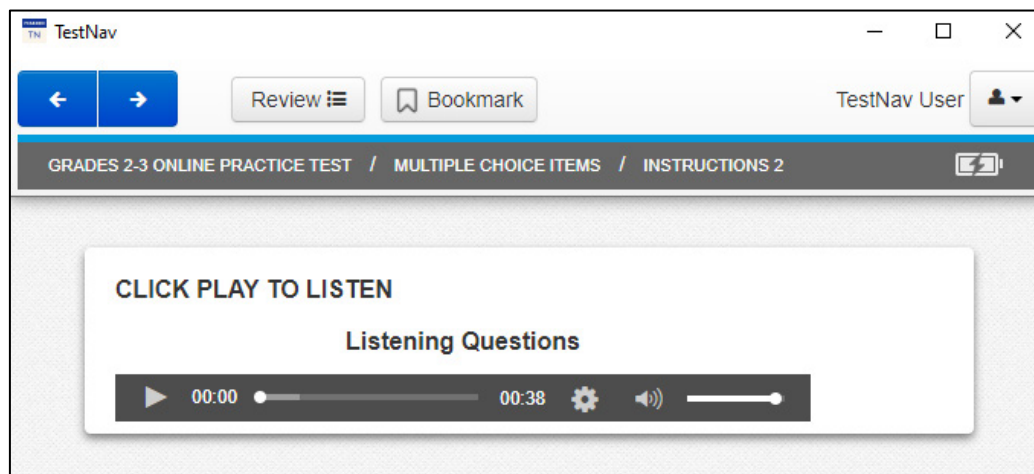 TN TestNav
Review Bookmark TestNav User
GRADES 2-3 ONLINE PRACTICE TEST / MULTIPLE CHOICE ITEMS / INSTRUCTIONS 2
CLICK PLAY TO LISTEN
Listening Questions
00:00 00:38